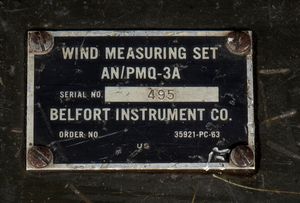 WIND MEASURING SET
AN/PMQ-3A
SERIAL NO. 495
BELFORT INSTRUMENT CO.
ORDER NO 35921-PC-63
US